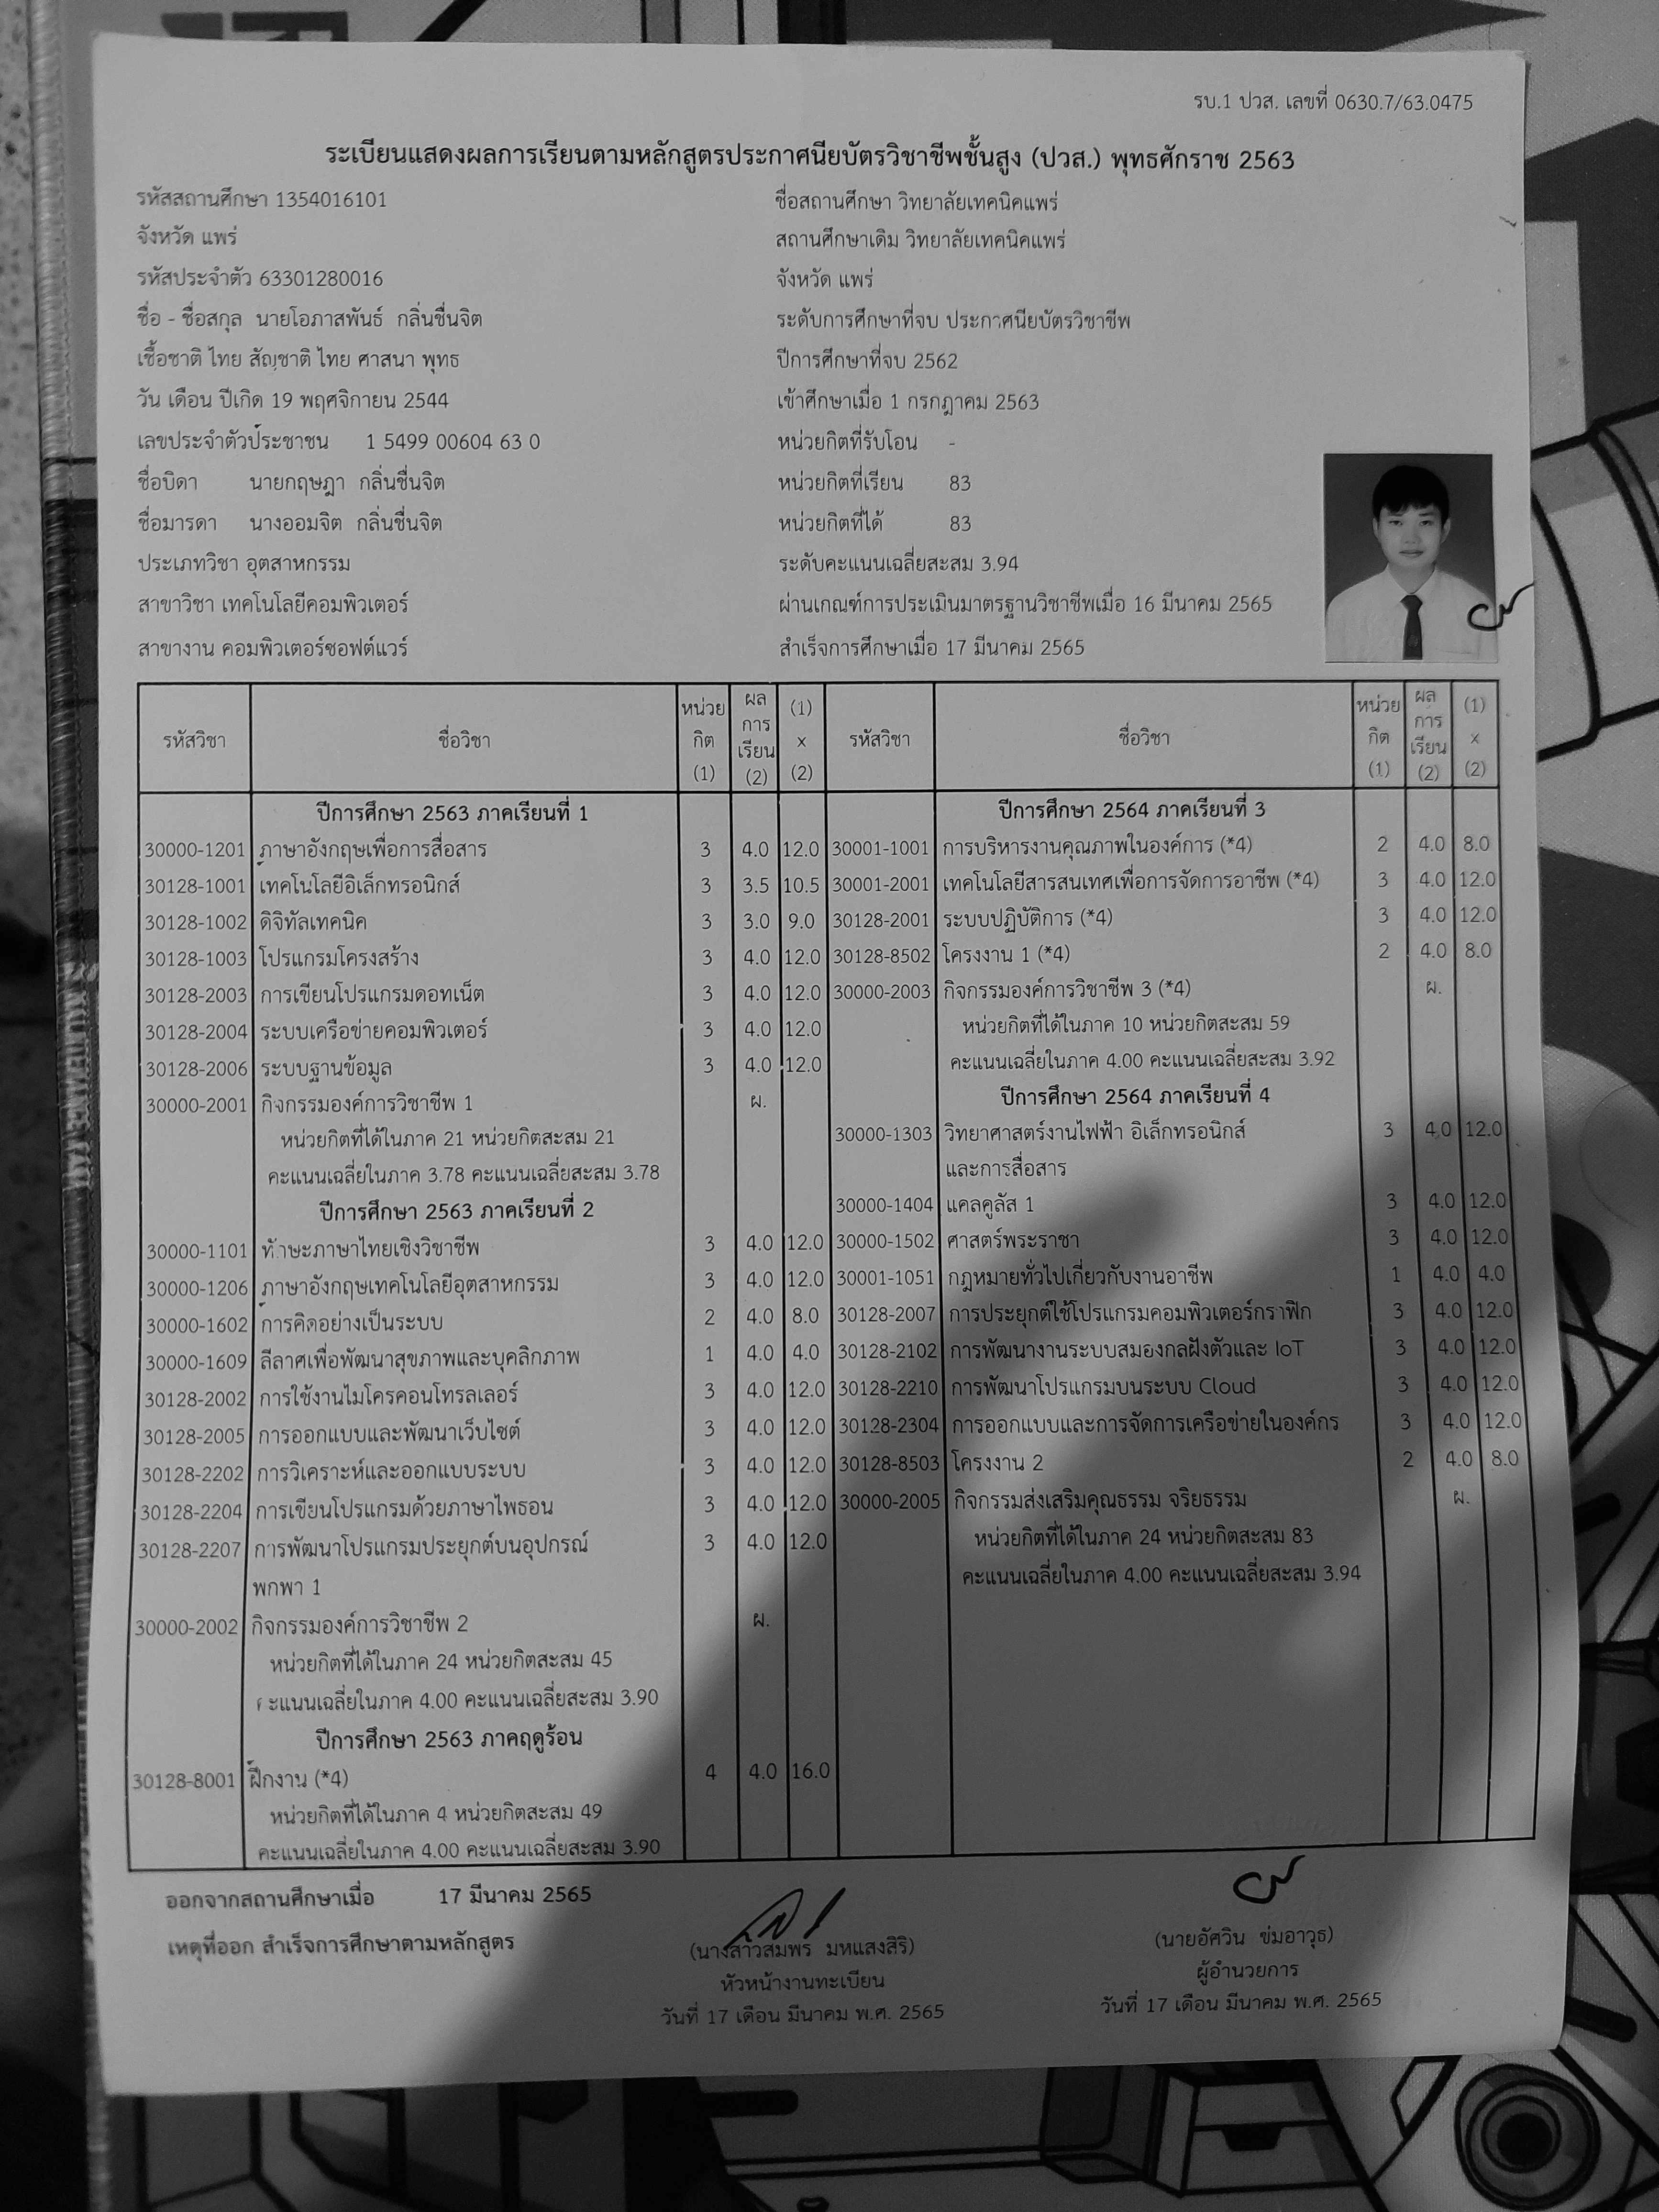 รบ.1 ปวส. เลขที่ 0630.7/63.0475
ระเบียนแสดงผลการเรียนตามหลักสูตรประกาศนียบัตรวิชาชีพชั้นสูง (ปวส.) พุทธศักราช 2563
รหัสสถานศึกษา 1354016101
จังหวัด แพร่
รหัสประจำตัว 63301280016
ชื่อ - ชื่อสกุล นายโอภาสพันธ์ กลิ่นชื่นจิต
เชื้อชาติ ไทย สัญชาติ ไทย ศาสนา พุทธ
วัน เดือน ปีเกิด 19 พฤศจิกายน 2544
เลขประจำตัวประชาชน 1 5499 00604 63 0
ชื่อบิดา นายกฤษฎา กลิ่นชื่นจิต
ชื่อมารดา นางออมจิต กลิ่นชื่นจิต
ประเภทวิชา อุตสาหกรรม
สาขาวิชา เทคโนโลยีคอมพิวเตอร์
สาขางาน คอมพิวเตอร์ซอฟต์แวร์
ชื่อสถานศึกษา วิทยาลัยเทคนิคแพร่
สถานศึกษาเดิม วิทยาลัยเทคนิคแพร่
จังหวัด แพร่
ระดับการศึกษาที่จบ ประกาศนียบัตรวิชาชีพ
ปีการศึกษาที่จบ 2562
เข้าศึกษาเมื่อ 1 กรกฎาคม 2563
หน่วยกิตที่รับโอน -
หน่วยกิตที่เรียน 83
หน่วยกิตที่ได้ 83
ระดับคะแนนเฉลี่ยสะสม 3.94
ผ่านเกณฑ์การประเมินมาตรฐานวิชาชีพเมื่อ 16 มีนาคม 2565
สำเร็จการศึกษาเมื่อ 17 มีนาคม 2565
รหัสวิชา ชื่อวิชา หน่วยกิต (1) ผลการเรียน (2) (1) x (2)
ปีการศึกษา 2563 ภาคเรียนที่ 1
30000-1201 ภาษาอังกฤษเพื่อการสื่อสาร 3 4.0 12.0
30128-1001 เทคโนโลยีอิเล็กทรอนิกส์ 3 3.5 10.5
30128-1002 ดิจิทัลเทคนิค 3 3.0 9.0
30128-1003 โปรแกรมโครงสร้าง 3 4.0 12.0
30128-2003 การเขียนโปรแกรมดอทเน็ต 3 4.0 12.0
30128-2004 ระบบเครือข่ายคอมพิวเตอร์ 3 4.0 12.0
30128-2006 ระบบฐานข้อมูล 3 4.0 12.0
30000-2001 กิจกรรมองค์การวิชาชีพ 1 ผ.
หน่วยกิตที่ได้ในภาค 21 หน่วยกิตสะสม 21
คะแนนเฉลี่ยในภาค 3.78 คะแนนเฉลี่ยสะสม 3.78
ปีการศึกษา 2563 ภาคเรียนที่ 2
30000-1101 ทักษะภาษาไทยเชิงวิชาชีพ 3 4.0 12.0
30000-1206 ภาษาอังกฤษเทคโนโลยีอุตสาหกรรม 3 4.0 12.0
30000-1602 การคิดอย่างเป็นระบบ 2 4.0 8.0
30000-1609 ลีลาศเพื่อพัฒนาสุขภาพและบุคลิกภาพ 1 4.0 4.0
30128-2002 การใช้งานไมโครคอนโทรลเลอร์ 3 4.0 12.0
30128-2005 การออกแบบและพัฒนาเว็บไซต์ 3 4.0 12.0
30128-2202 การวิเคราะห์และออกแบบระบบ 3 4.0 12.0
30128-2204 การเขียนโปรแกรมด้วยภาษาไพธอน 3 4.0 12.0
30128-2207 การพัฒนาโปรแกรมประยุกต์บนอุปกรณ์ 3 4.0 12.0
พกพา 1
30000-2002 กิจกรรมองค์การวิชาชีพ 2 ผ.
หน่วยกิตที่ได้ในภาค 24 หน่วยกิตสะสม 45
คะแนนเฉลี่ยในภาค 4.00 คะแนนเฉลี่ยสะสม 3.90
ปีการศึกษา 2563 ภาคฤดูร้อน
30128-8001 ฝึกงาน (*4) 4 4.0 16.0
หน่วยกิตที่ได้ในภาค 4 หน่วยกิตสะสม 49
คะแนนเฉลี่ยในภาค 4.00 คะแนนเฉลี่ยสะสม 3.90
รหัสวิชา ชื่อวิชา หน่วยกิต (1) ผลการเรียน (2) (1) x (2)
ปีการศึกษา 2564 ภาคเรียนที่ 3
30001-1001 การบริหารงานคุณภาพในองค์การ (*4) 2 4.0 8.0
30001-2001 เทคโนโลยีสารสนเทศเพื่อการจัดการอาชีพ (*4) 3 4.0 12.0
30128-2001 ระบบปฏิบัติการ (*4) 3 4.0 12.0
30128-8502 โครงงาน 1 (*4) 2 4.0 8.0
30000-2003 กิจกรรมองค์การวิชาชีพ 3 (*4) ผ.
หน่วยกิตที่ได้ในภาค 10 หน่วยกิตสะสม 59
คะแนนเฉลี่ยในภาค 4.00 คะแนนเฉลี่ยสะสม 3.92
ปีการศึกษา 2564 ภาคเรียนที่ 4
30000-1303 วิทยาศาสตร์งานไฟฟ้า อิเล็กทรอนิกส์ 3 4.0 12.0
และการสื่อสาร
30000-1404 แคลคูลัส 1 3 4.0 12.0
30000-1502 ศาสตร์พระราชา 3 4.0 12.0
30001-1051 กฎหมายทั่วไปเกี่ยวกับงานอาชีพ 1 4.0 4.0
30128-2007 การประยุกต์ใช้โปรแกรมคอมพิวเตอร์กราฟิก 3 4.0 12.0
30128-2102 การพัฒนางานระบบสมองกลฝังตัวและ IoT 3 4.0 12.0
30128-2210 การพัฒนาโปรแกรมบนระบบ Cloud 3 4.0 12.0
30128-2304 การออกแบบและการจัดการเครือข่ายในองค์กร 3 4.0 12.0
30128-8503 โครงงาน 2 2 4.0 8.0
30000-2005 กิจกรรมส่งเสริมคุณธรรม จริยธรรม ผ.
หน่วยกิตที่ได้ในภาค 24 หน่วยกิตสะสม 83
คะแนนเฉลี่ยในภาค 4.00 คะแนนเฉลี่ยสะสม 3.94
ออกจากสถานศึกษาเมื่อ 17 มีนาคม 2565
เหตุที่ออก สำเร็จการศึกษาตามหลักสูตร
(นางสาวสมพร มหแสงสิริ)
หัวหน้างานทะเบียน
วันที่ 17 เดือน มีนาคม พ.ศ. 2565
(นายอัศวิน ข่มอาวุธ)
ผู้อำนวยการ
วันที่ 17 เดือน มีนาคม พ.ศ. 2565